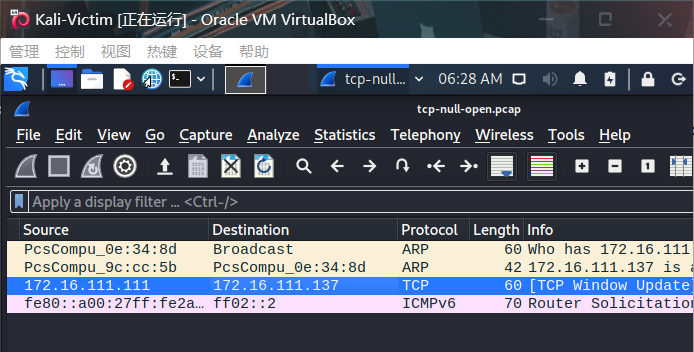 Kali-Victim [正在运行] - Oracle VM VirtualBox
管理 控制 视图 热键 设备 帮助
tcp-null... 06:28 AM
tcp-null-open.pcap
File Edit View Go Capture Analyze Statistics Telephony Wireless Tools Help
Apply a display filter ... <Ctrl-/>
Source Destination Protocol Length Info
PcsCompu_0e:34:8d Broadcast ARP 60 Who has 172.16.111
PcsCompu_9c:cc:5b PcsCompu_0e:34:8d ARP 42 172.16.111.137 is a
172.16.111.111 172.16.111.137 TCP 60 [TCP Window Update]
fe80::a00:27ff:fe2a… ff02::2 ICMPv6 70 Router Solicitation